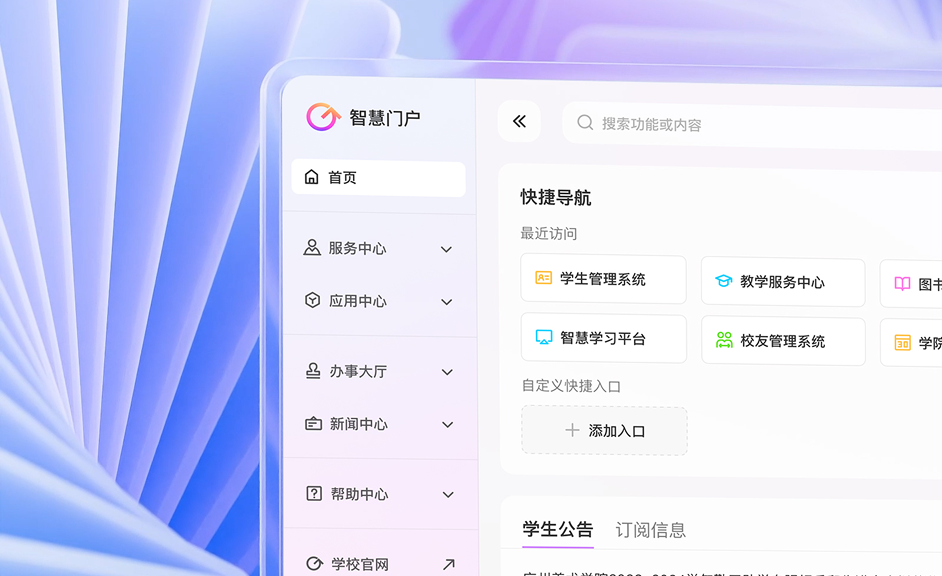 智慧门户
搜索功能或内容
首页
快捷导航
最近访问
服务中心
学生管理系统
教学服务中心
图书
应用中心
智慧学习平台
校友管理系统
学院
办事大厅
自定义快捷入口
新闻中心
添加入口
帮助中心
学生公告
订阅信息
学校官网